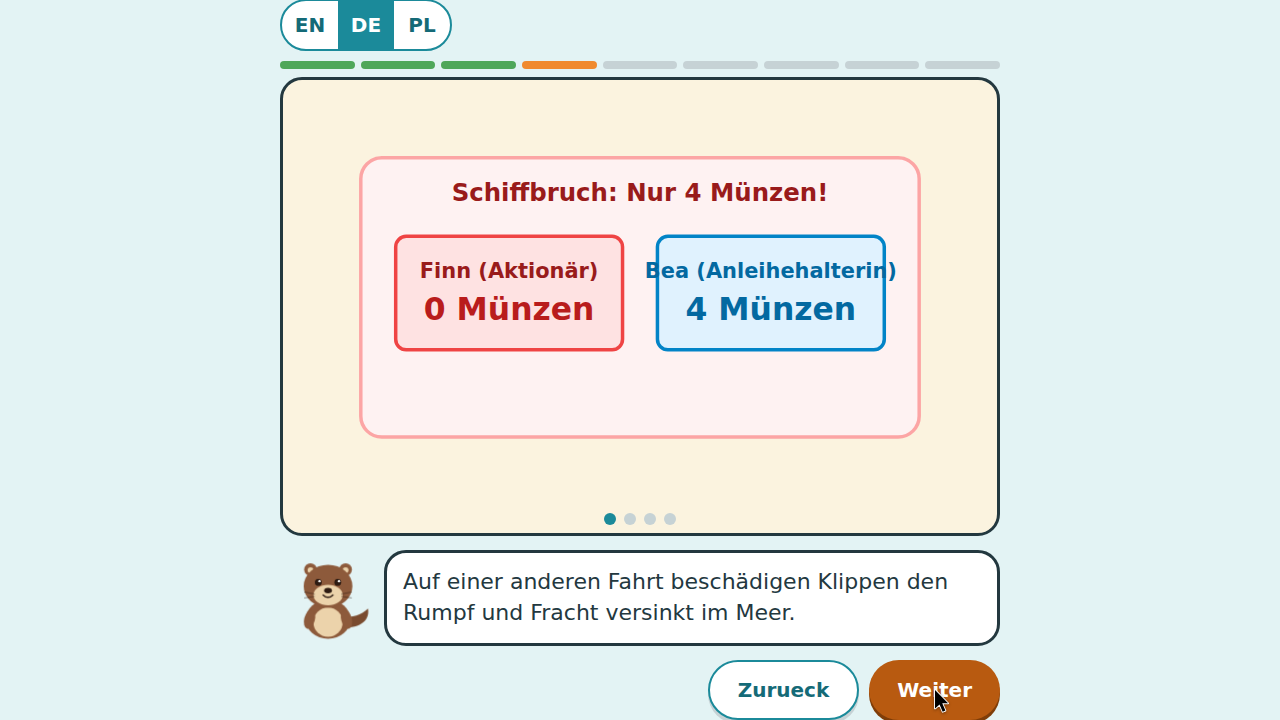 EN DE PL
Schiffbruch: Nur 4 Münzen!
Finn (Aktionär)
0 Münzen
Bea (Anleihehalterin)
4 Münzen
Auf einer anderen Fahrt beschädigen Klippen den
Rumpf und Fracht versinkt im Meer.
Zurueck
Weiter